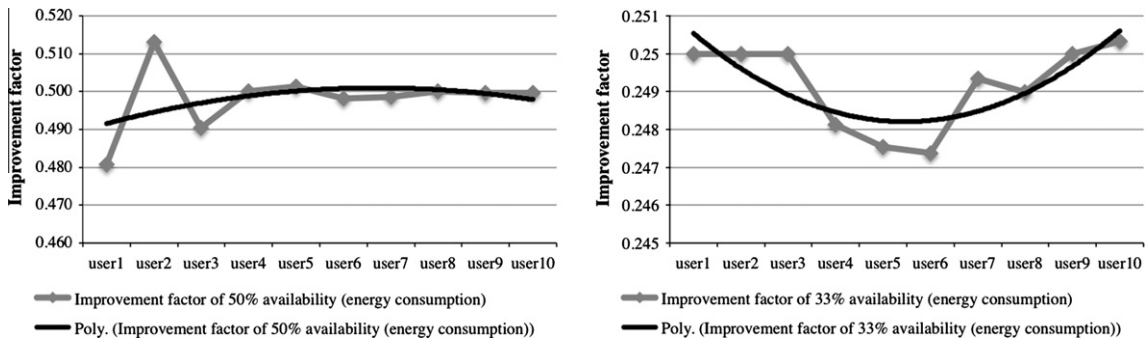 Improvement factor
0.520
0.510
0.500
0.490
0.480
0.470
0.460
user1 user2 user3 user4 user5 user6 user7 user8 user9 user10
Improvement factor of 50% availability (energy consumption)
Poly. (Improvement factor of 50% availability (energy consumption))
Improvement factor
0.251
0.25
0.249
0.248
0.247
0.246
0.245
user1 user2 user3 user4 user5 user6 user7 user8 user9 user10
Improvement factor of 33% availability (energy consumption)
Poly. (Improvement factor of 33% availability (energy consumption))